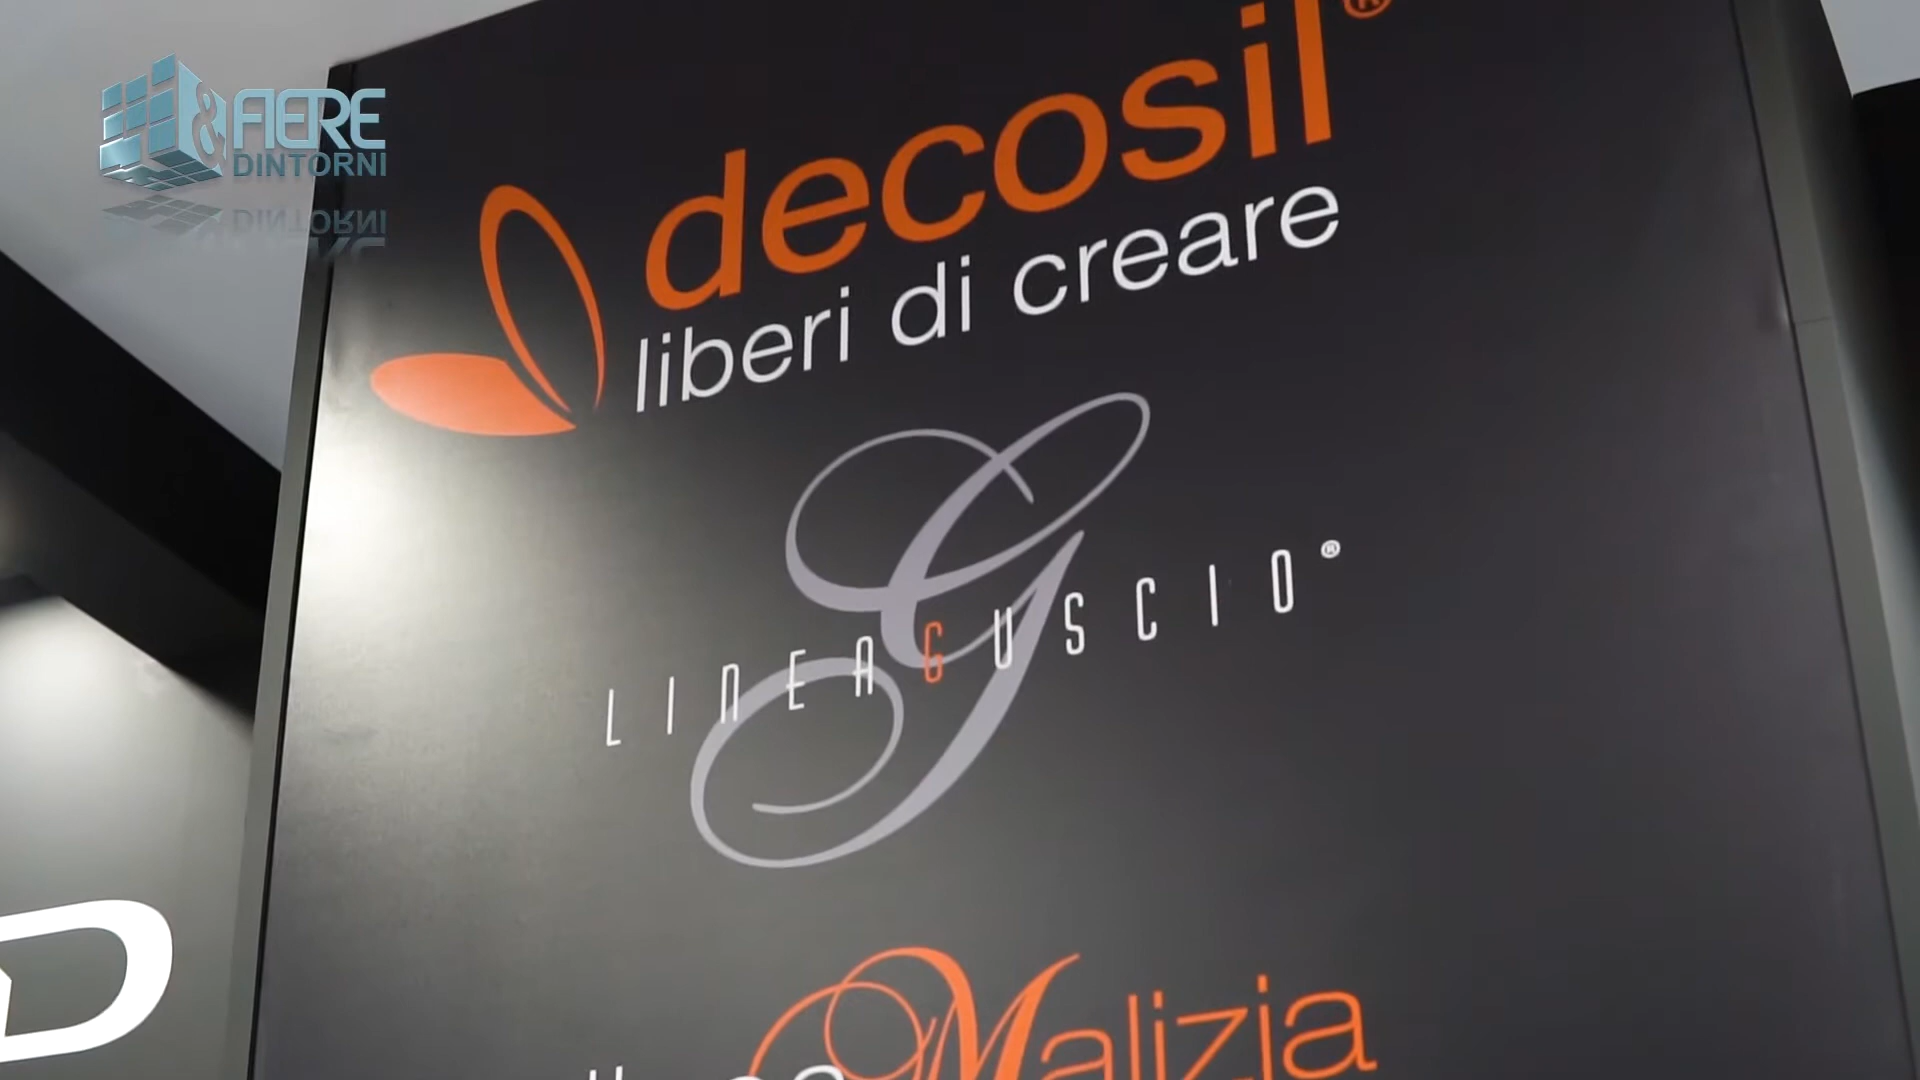 &FIERE
DINTORNI
decosil®
liberi di creare
G
LINEAGUSCIO®
Malizia